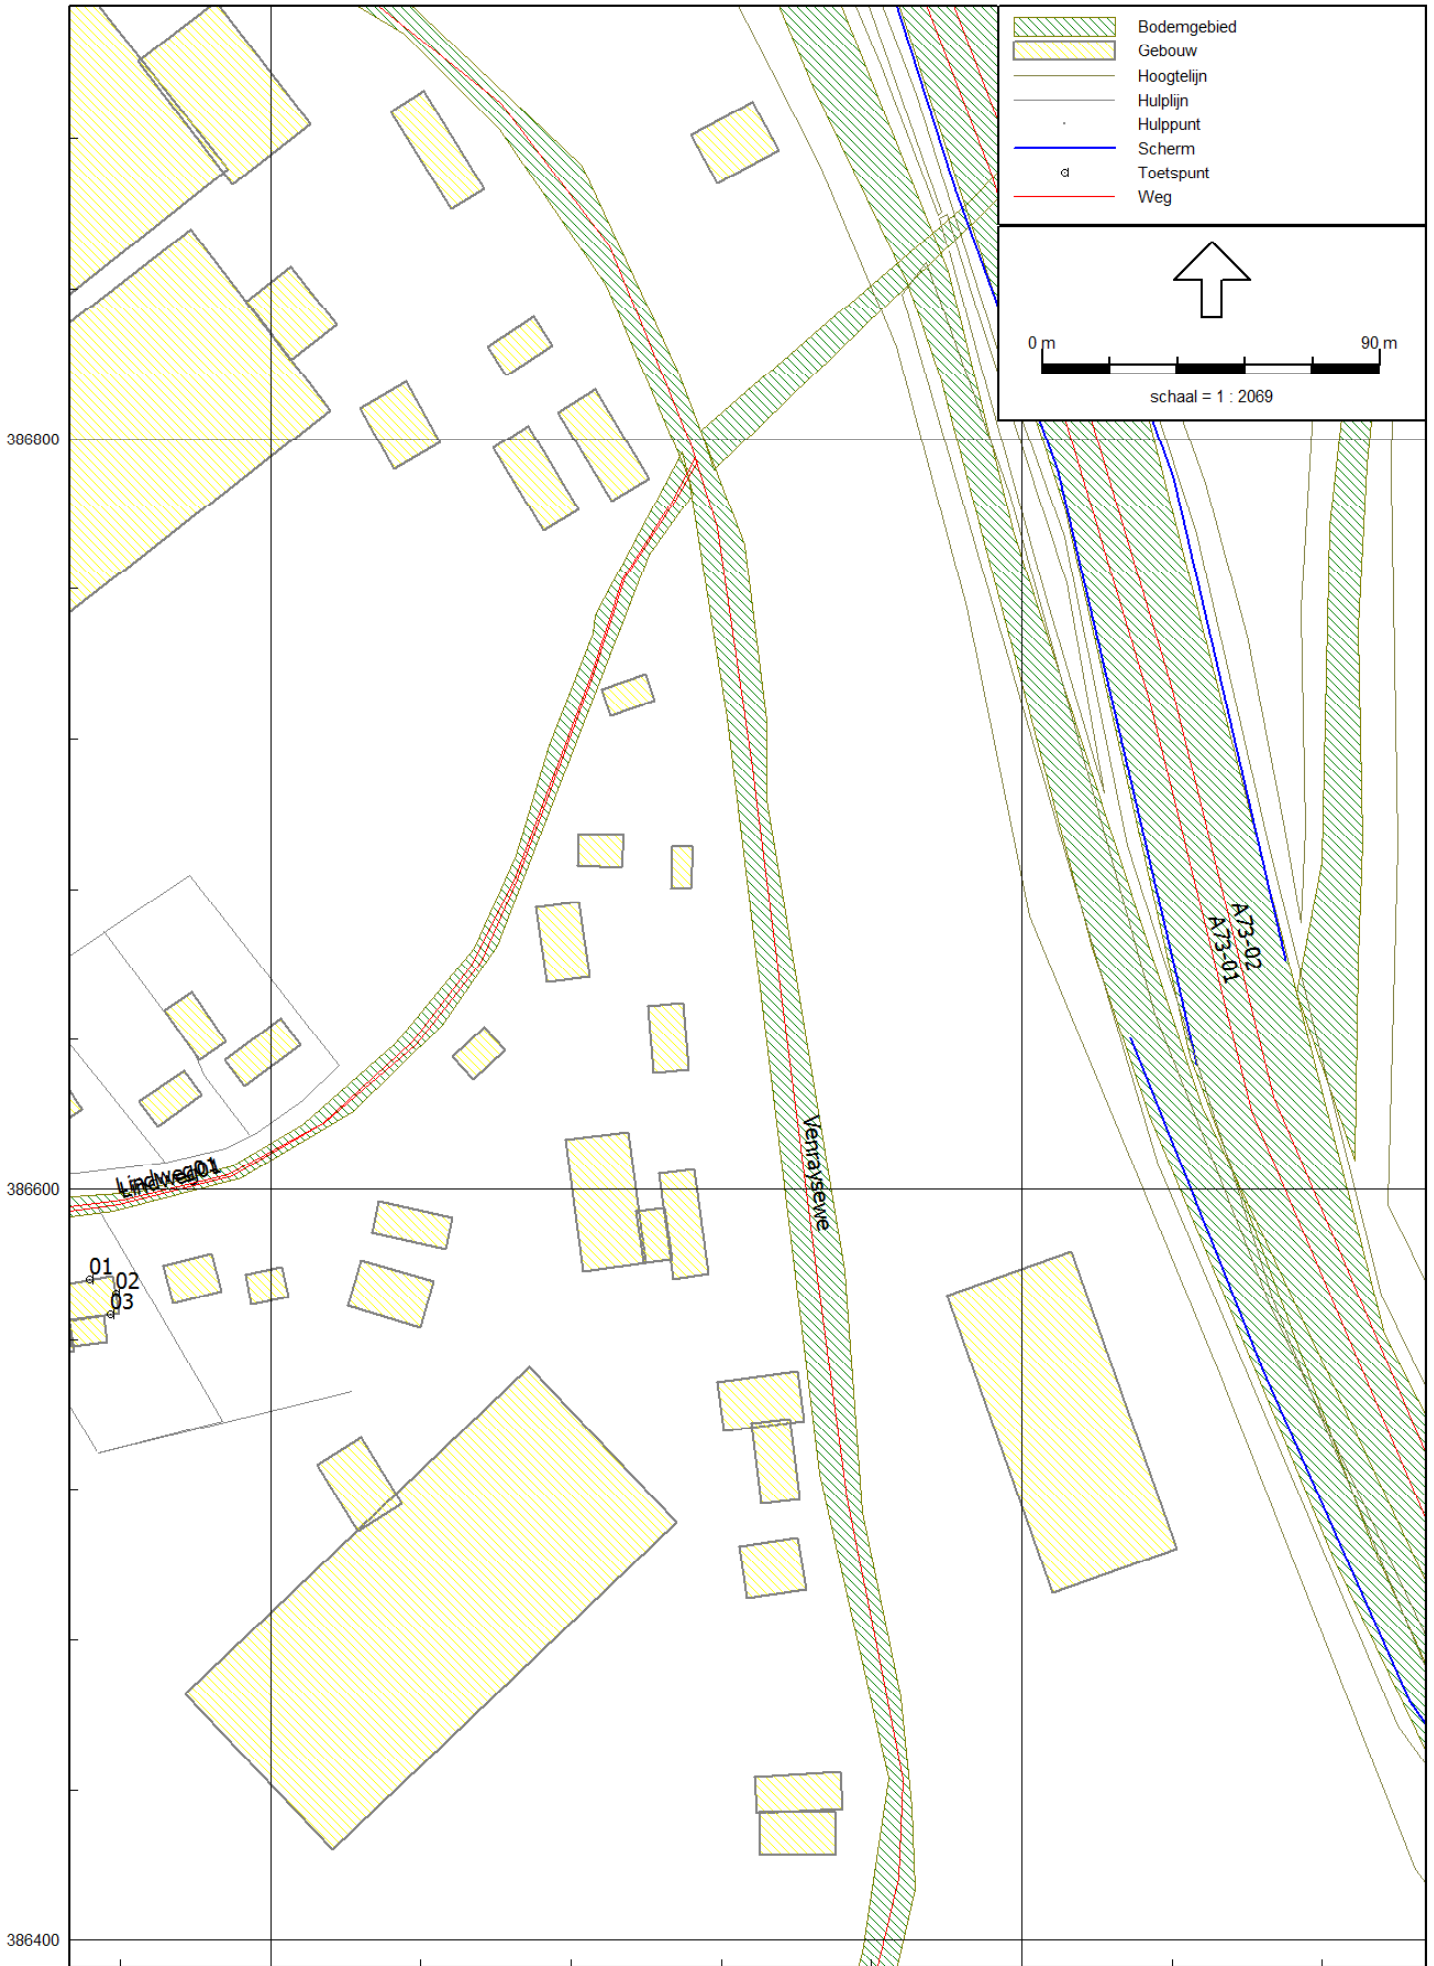 Bodemgebied
Gebouw
Hoogtelijn
Hulplijn
Hulppunt
Scherm
Toetspunt
Weg
0 m 90 m
schaal = 1 : 2069
386800
A73-02
A73-01
Venraysewe
Lindweg01
386600
01
02
03
386400